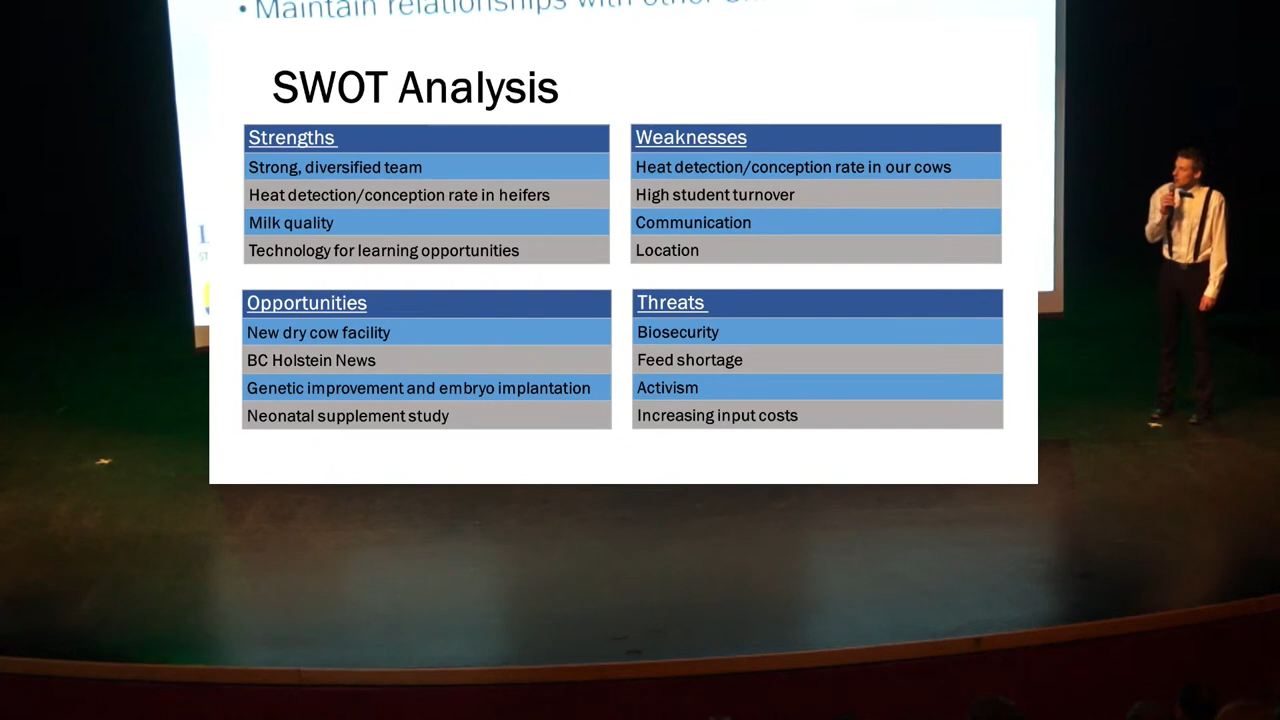 • Maintain relationships with other
SWOT Analysis
Strengths
Strong, diversified team
Heat detection/conception rate in heifers
Milk quality
Technology for learning opportunities
Weaknesses
Heat detection/conception rate in our cows
High student turnover
Communication
Location
Opportunities
New dry cow facility
BC Holstein News
Genetic improvement and embryo implantation
Neonatal supplement study
Threats
Biosecurity
Feed shortage
Activism
Increasing input costs